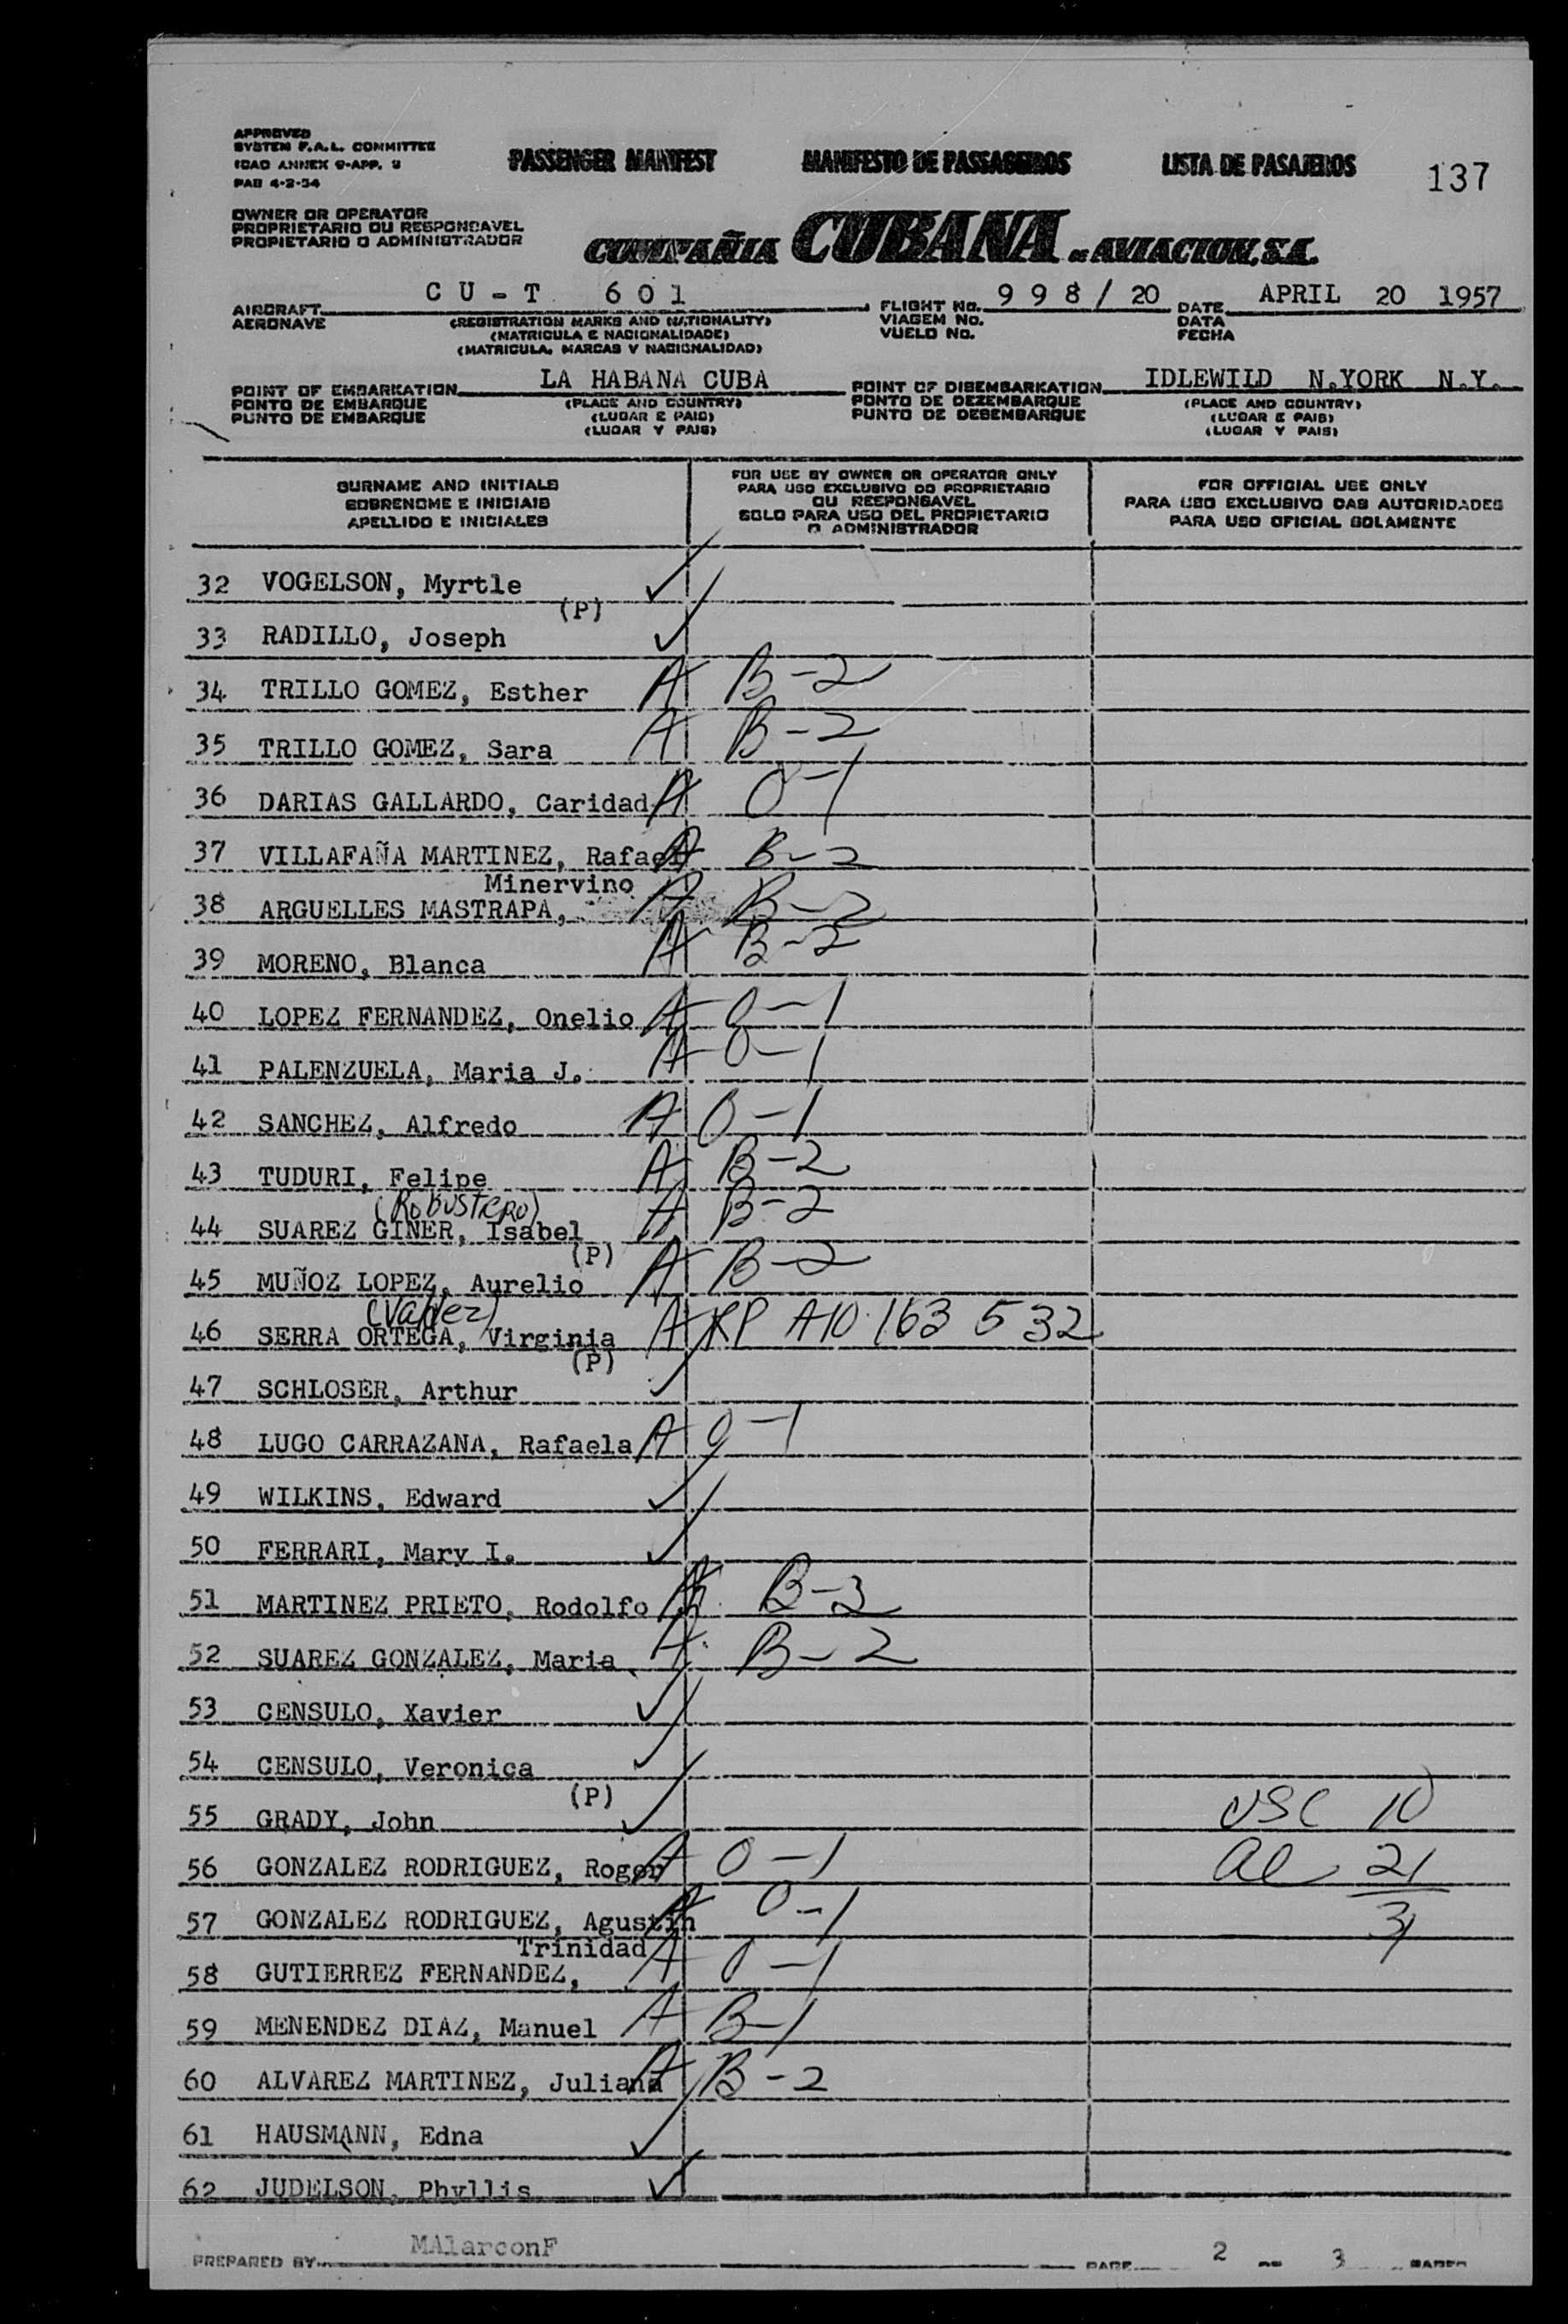 APPROVED
SYSTEM F.A.L. COMMITTEE
ICAO ANNEX 9-APP. 3
PAB 4-2-54
PASSENGER MANIFEST MANIFESTO DE PASSAGEIROS LISTA DE PASAJEROS 137
OWNER OR OPERATOR
PROPRIETARIO OU RESPONSAVEL
PROPIETARIO O ADMINISTRADOR
COMPAÑIA CUBANA DE AVIACION, S.A.
AIRCRAFT CU-T 601 FLIGHT No. 998/20 DATE APRIL 20 1957
AERONAVE (REGISTRATION MARKS AND NATIONALITY) VIAGEM No. DATA
(MATRICULA E NACIONALIDADE) VUELO No. FECHA
(MATRICULA, MARCAS Y NACIONALIDAD)
POINT OF EMBARKATION LA HABANA CUBA POINT OF DISEMBARKATION IDLEWILD N.YORK N.Y.
PONTO DE EMBARQUE (PLACE AND COUNTRY) PONTO DE DEZEMBARQUE (PLACE AND COUNTRY)
PUNTO DE EMBARQUE (LUGAR E PAIS) PUNTO DE DESEMBARQUE (LUGAR E PAIS)
(LUGAR Y PAIS) (LUGAR Y PAIS)
SURNAME AND INITIALS
SOBRENOME E INICIAIS
APELLIDO E INICIALES
FOR USE BY OWNER OR OPERATOR ONLY
PARA USO EXCLUSIVO DO PROPRIETARIO
OU RESPONSAVEL
SOLO PARA USO DEL PROPIETARIO
O ADMINISTRADOR
FOR OFFICIAL USE ONLY
PARA USO EXCLUSIVO DAS AUTORIDADES
PARA USO OFICIAL SOLAMENTE
32 VOGELSON, Myrtle ✓
(P)
33 RADILLO, Joseph ✓
34 TRILLO GOMEZ, Esther A B-2
35 TRILLO GOMEZ, Sara A B-2
36 DARIAS GALLARDO, Caridad A O-1
37 VILLAFAÑA MARTINEZ, Rafael A B-2
Minervino
38 ARGUELLES MASTRAPA, A B-2
39 MORENO, Blanca A B-2
40 LOPEZ FERNANDEZ, Onelio A O-1
41 PALENZUELA, Maria J. A O-1
42 SANCHEZ, Alfredo A O-1
43 TUDURI, Felipe A B-2
(Robustero)
44 SUAREZ GINER, Isabel A B-2
(P)
45 MUÑOZ LOPEZ, Aurelio A B-2
(Valdez)
46 SERRA ORTEGA, Virginia A RP A10 163 532
(P)
47 SCHLOSER, Arthur ✓
48 LUGO CARRAZANA, Rafaela A O-1
49 WILKINS, Edward ✓
50 FERRARI, Mary I. ✓
51 MARTINEZ PRIETO, Rodolfo A B-2
52 SUAREZ GONZALEZ, Maria A B-2
53 CENSULO, Xavier ✓
54 CENSULO, Veronica ✓
(P)
55 GRADY, John ✓ USC 10
56 GONZALEZ RODRIGUEZ, Roger A O-1 al 21
57 GONZALEZ RODRIGUEZ, Agustin A O-1 31
Trinidad
58 GUTIERREZ FERNANDEZ, A O-1
59 MENENDEZ DIAZ, Manuel A B-1
60 ALVAREZ MARTINEZ, Juliana A B-2
61 HAUSMANN, Edna ✓
62 JUDELSON, Phyllis ✓
PREPARED BY MAlarconF PAGE 2 -- 3 PAGES